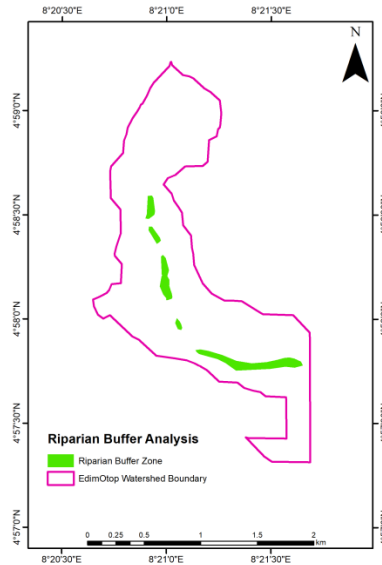 8°20'30"E 8°21'0"E 8°21'30"E
N
4°59'0"N
4°58'30"N
4°58'0"N
4°57'30"N
4°57'0"N
Riparian Buffer Analysis
Riparian Buffer Zone
EdimOtop Watershed Boundary
0 0.25 0.5 1 1.5 2
km
8°20'30"E 8°21'0"E 8°21'30"E